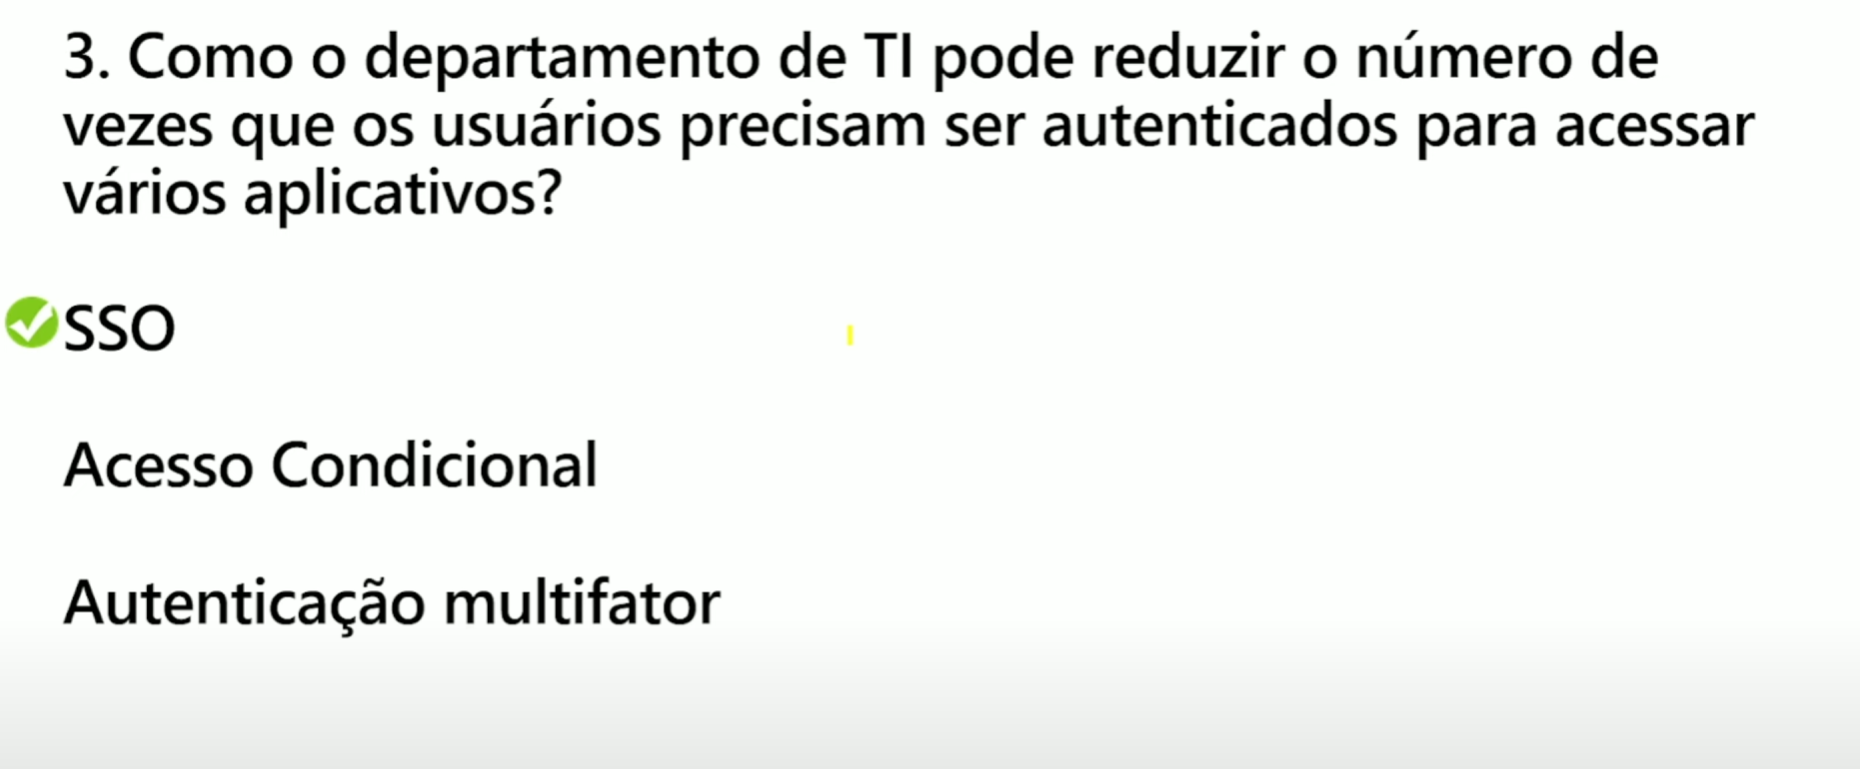 3. Como o departamento de TI pode reduzir o número de
vezes que os usuários precisam ser autenticados para acessar
vários aplicativos?
SSO
Acesso Condicional
Autenticação multifator